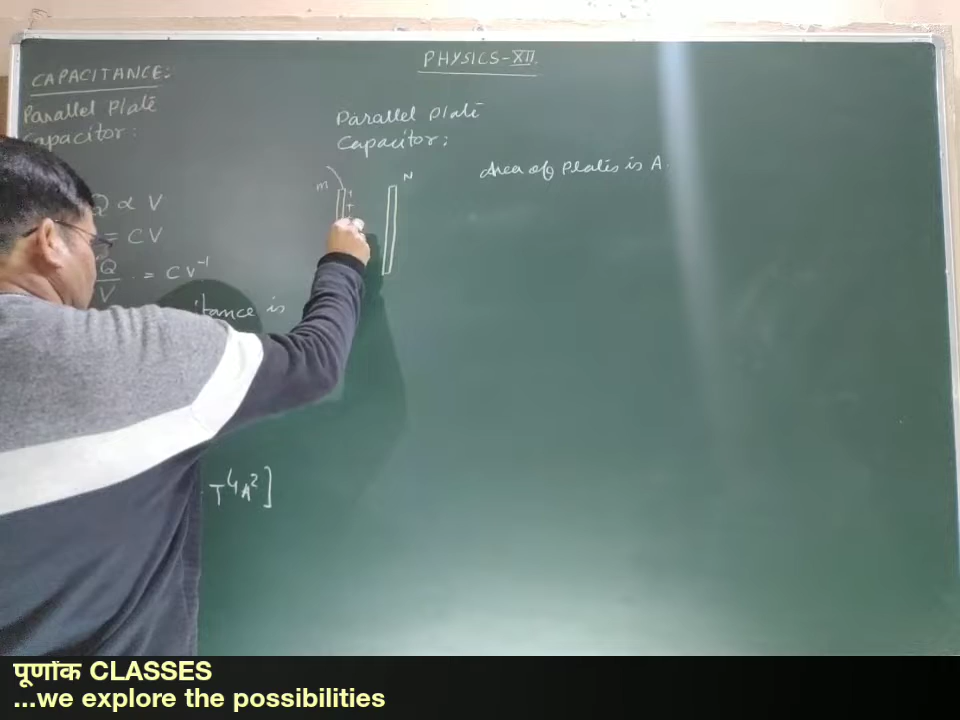 PHYSICS-XII.
CAPACITANCE:
Parallel Plate
Capacitor:
Q ∝ V
= CV
Q/V = CV⁻¹
itance is
T⁴A²]
Parallel Plate
Capacitor:
M
N
Area of Plates is A.
पूर्णांक CLASSES
...we explore the possibilities